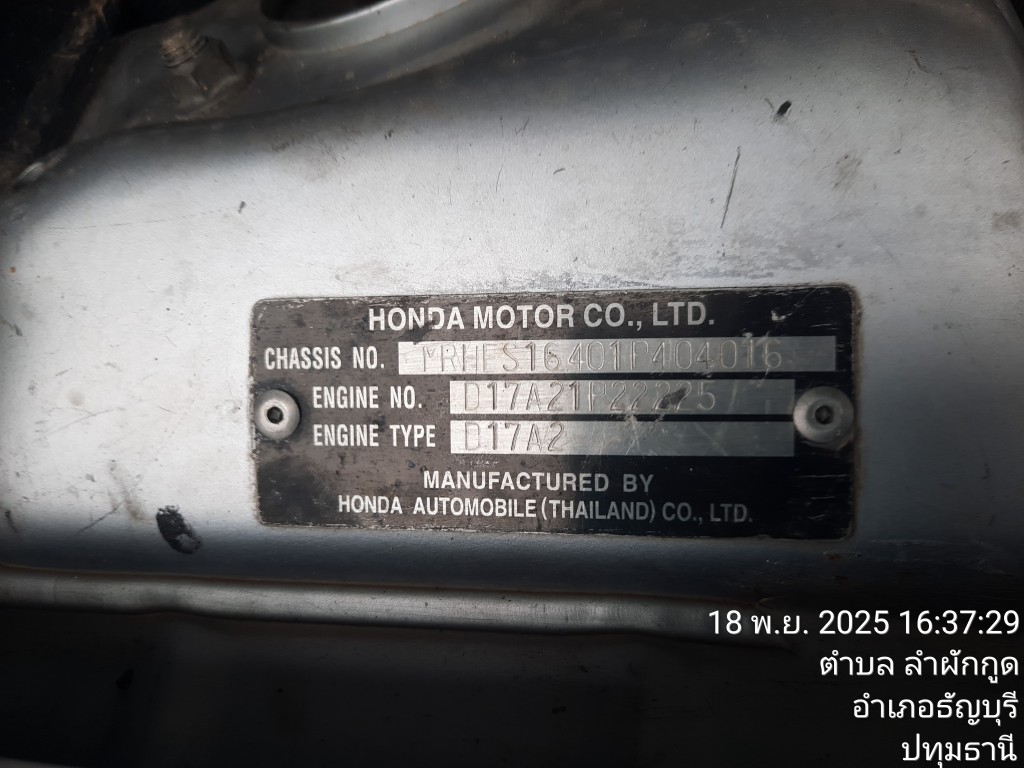 HONDA MOTOR CO., LTD.
CHASSIS NO. MRHES16401P404016
ENGINE NO. D17A21P22225
ENGINE TYPE D17A2
MANUFACTURED BY
HONDA AUTOMOBILE (THAILAND) CO., LTD.
18 พ.ย. 2025 16:37:29
ตำบล ลำผักกูด
อำเภอธัญบุรี
ปทุมธานี